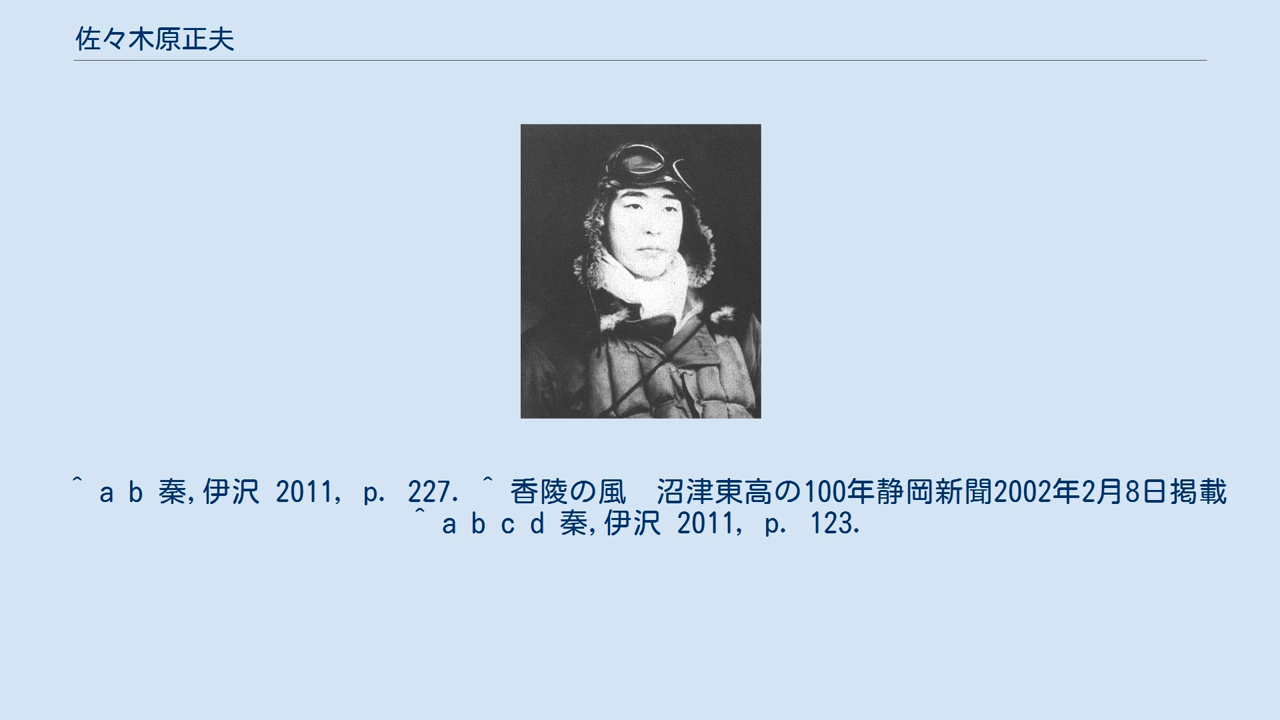 佐々木原正夫
^ a b 秦,伊沢 2011, p. 227. ^ 香陵の風　沼津東高の100年静岡新聞2002年2月8日掲載
^ a b c d 秦,伊沢 2011, p. 123.